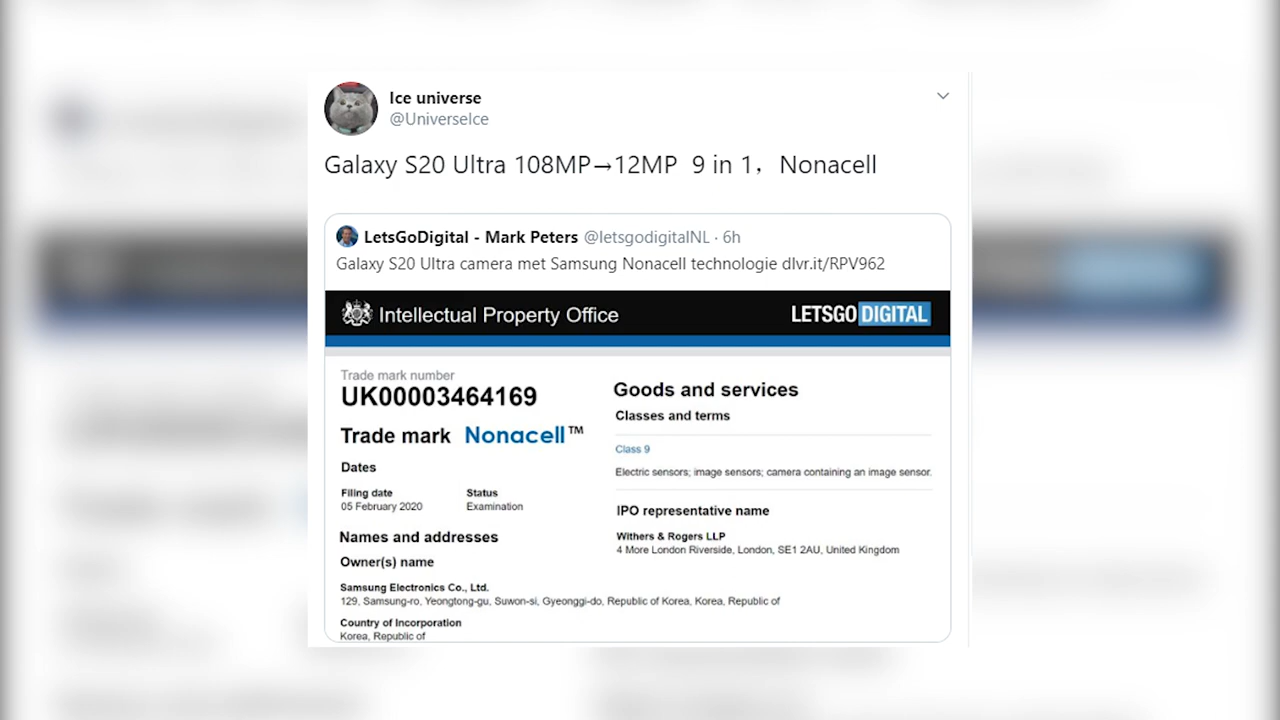 Ice universe
@UniverseIce
Galaxy S20 Ultra 108MP→12MP 9 in 1，Nonacell
LetsGoDigital - Mark Peters @letsgodigitalNL · 6h
Galaxy S20 Ultra camera met Samsung Nonacell technologie dlvr.it/RPV962
Intellectual Property Office
LETSGODIGITAL
Trade mark number
UK00003464169
Trade mark Nonacell™
Dates
Filing date Status
05 February 2020 Examination
Names and addresses
Owner(s) name
Samsung Electronics Co., Ltd.
129, Samsung-ro, Yeongtong-gu, Suwon-si, Gyeonggi-do, Republic of Korea, Korea, Republic of
Country of Incorporation
Korea, Republic of
Goods and services
Classes and terms
Class 9
Electric sensors; image sensors; camera containing an image sensor.
IPO representative name
Withers & Rogers LLP
4 More London Riverside, London, SE1 2AU, United Kingdom